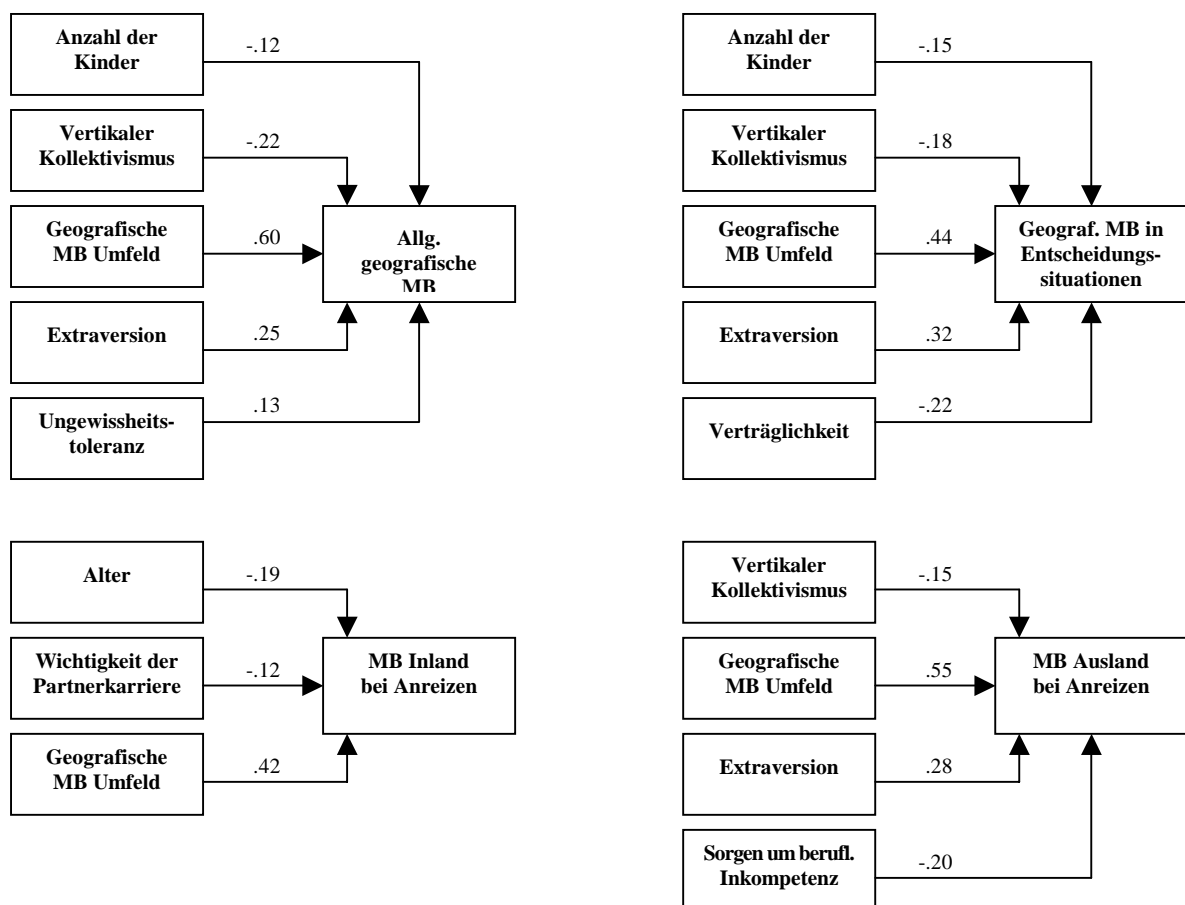 Anzahl der
Kinder
-.12
Vertikaler
Kollektivismus
-.22
Geografische
MB Umfeld
.60
Extraversion
.25
Ungewissheits-
toleranz
.13
Allg.
geografische
MB
Anzahl der
Kinder
-.15
Vertikaler
Kollektivismus
-.18
Geografische
MB Umfeld
.44
Extraversion
.32
Verträglichkeit
-.22
Geograf. MB in
Entscheidungs-
situationen
Alter
-.19
Wichtigkeit der
Partnerkarriere
-.12
Geografische
MB Umfeld
.42
MB Inland
bei Anreizen
Vertikaler
Kollektivismus
-.15
Geografische
MB Umfeld
.55
Extraversion
.28
Sorgen um berufl.
Inkompetenz
-.20
MB Ausland
bei Anreizen